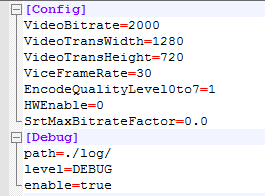 [Config]
VideoBitrate=2000
VideoTransWidth=1280
VideoTransHeight=720
ViceFrameRate=30
EncodeQualityLevel0to7=1
HWEnable=0
SrtMaxBitrateFactor=0.0
[Debug]
path=./log/
level=DEBUG
enable=true